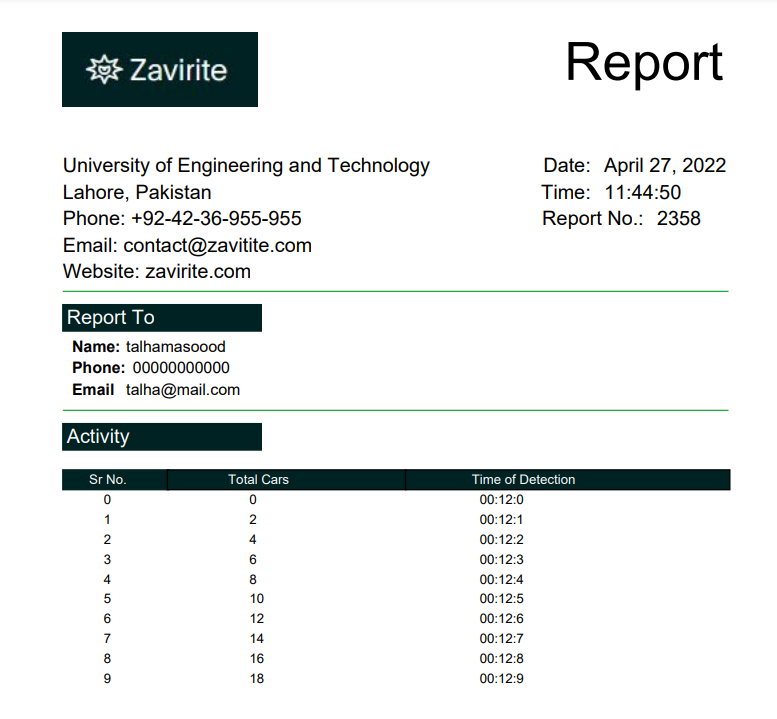 Zavirite
Report
University of Engineering and Technology
Lahore, Pakistan
Phone: +92-42-36-955-955
Email: contact@zavitite.com
Website: zavirite.com
Date: April 27, 2022
Time: 11:44:50
Report No.: 2358
Report To
Name: talhamasoood
Phone: 00000000000
Email talha@mail.com
Activity
Sr No. Total Cars Time of Detection
0 0 00:12:0
1 2 00:12:1
2 4 00:12:2
3 6 00:12:3
4 8 00:12:4
5 10 00:12:5
6 12 00:12:6
7 14 00:12:7
8 16 00:12:8
9 18 00:12:9